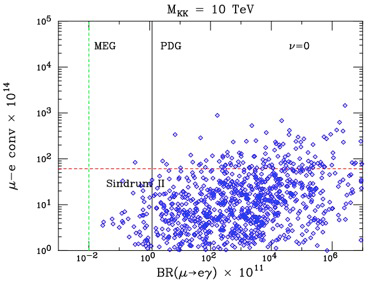 M_KK = 10 TeV
MEG PDG ν=0
Sindrum II
μ−e conv × 10^14
10^5
10^4
10^3
10^2
10^1
10^0
10^−2 10^0 10^2 10^4 10^6
BR(μ→eγ) × 10^11